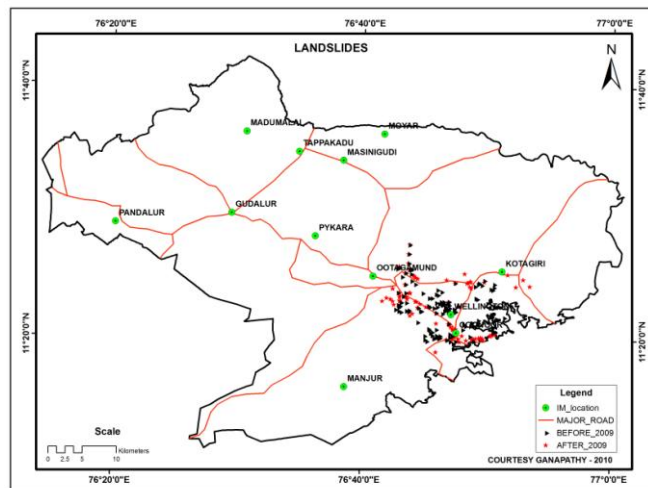 76°20'0"E 76°40'0"E 77°0'0"E
LANDSLIDES
N
11°40'0"N 11°40'0"N
MADUMALAI
MOYAR
TAPPAKADU
MASINIGUDI
GUDALUR
PANDALUR
PYKARA
OOTAGAMUND
KOTAGIRI
WELLINGTON
11°20'0"N 11°20'0"N
MANJUR
Legend
IM_location
MAJOR_ROAD
BEFORE_2009
AFTER_2009
Scale
Kilometers
0 2.5 5 10
COURTESY GANAPATHY - 2010
76°20'0"E 76°40'0"E 77°0'0"E